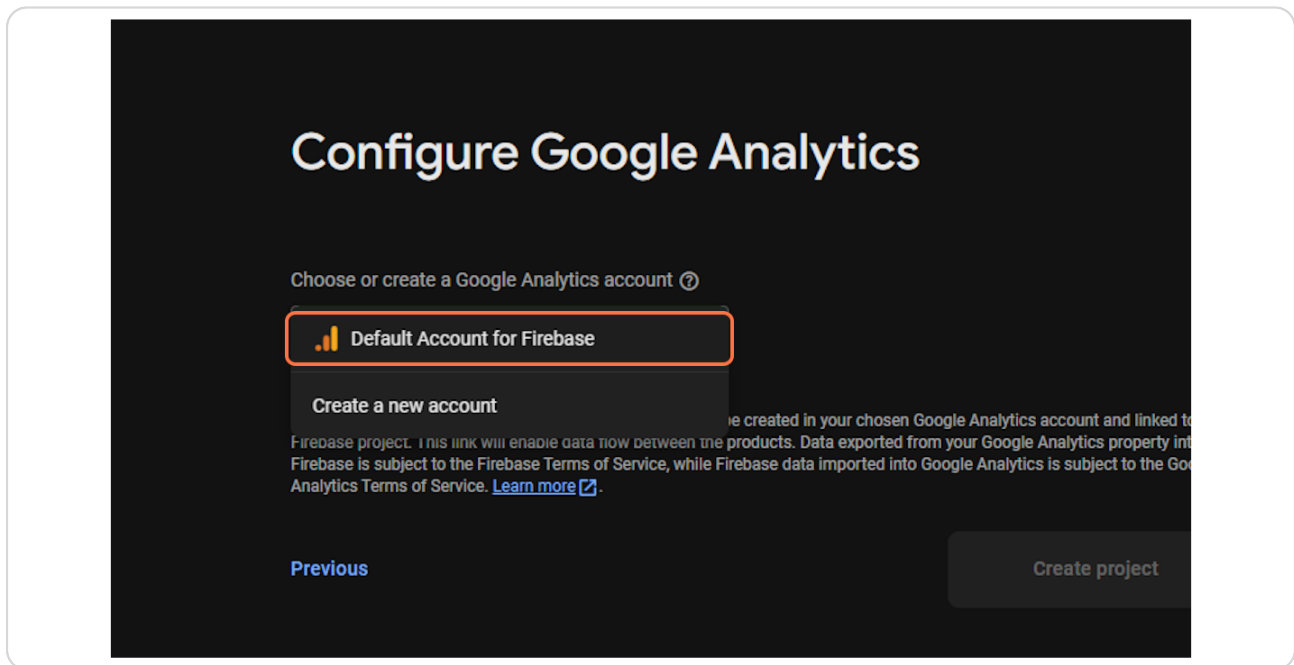 Configure Google Analytics
Choose or create a Google Analytics account
Default Account for Firebase
Create a new account
be created in your chosen Google Analytics account and linked to
Firebase project. This link will enable data flow between the products. Data exported from your Google Analytics property int
Firebase is subject to the Firebase Terms of Service, while Firebase data imported into Google Analytics is subject to the Goo
Analytics Terms of Service. Learn more.
Previous
Create project